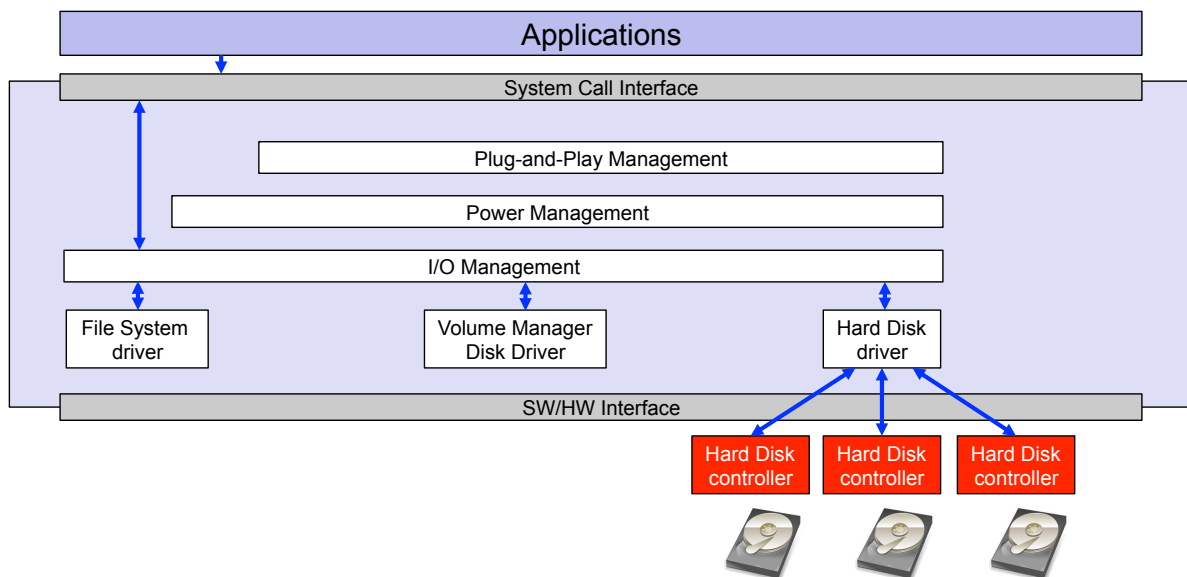 Applications
System Call Interface
Plug-and-Play Management
Power Management
I/O Management
File System
driver
Volume Manager
Disk Driver
Hard Disk
driver
SW/HW Interface
Hard Disk
controller
Hard Disk
controller
Hard Disk
controller